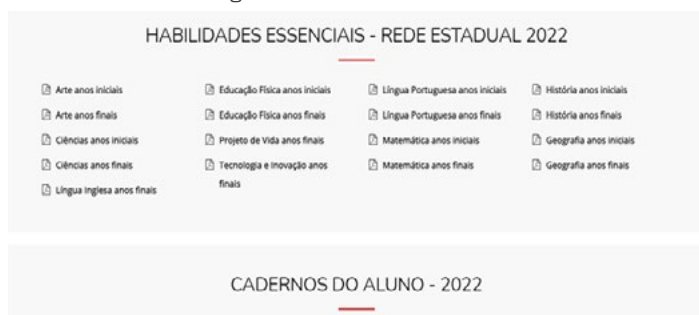 HABILIDADES ESSENCIAIS - REDE ESTADUAL 2022
Arte anos iniciais
Arte anos finais
Ciências anos iniciais
Ciências anos finais
Língua Inglesa anos finais
Educação Física anos iniciais
Educação Física anos finais
Projeto de Vida anos finais
Tecnologia e Inovação anos
finais
Língua Portuguesa anos iniciais
Língua Portuguesa anos finais
Matemática anos iniciais
Matemática anos finais
História anos iniciais
História anos finais
Geografia anos iniciais
Geografia anos finais
CADERNOS DO ALUNO - 2022